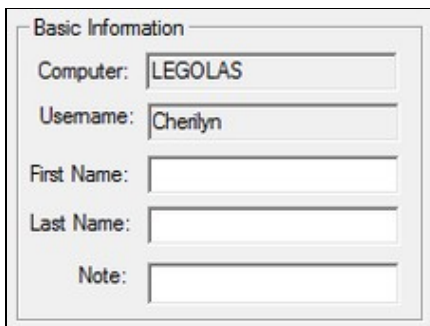 Basic Information
Computer: LEGOLAS
Username: Cherilyn
First Name:
Last Name:
Note: